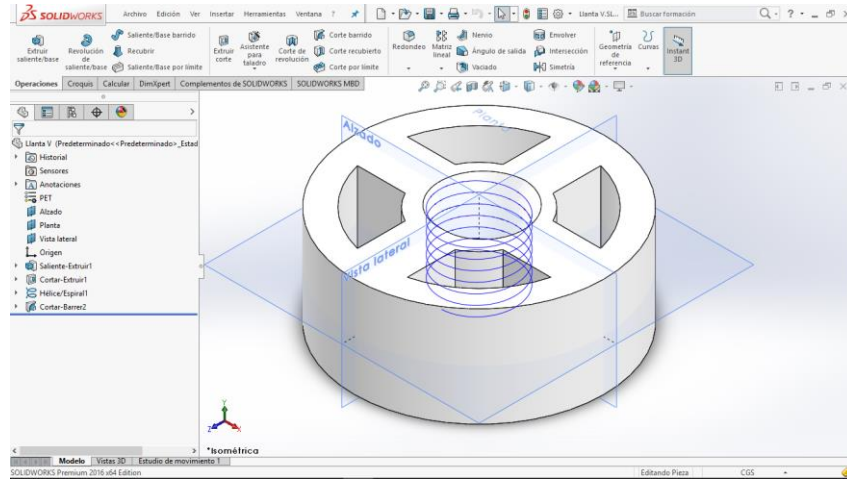 SOLIDWORKS Archivo Edición Ver Insertar Herramientas Ventana ? Llanta V.SL... Buscar formación
Extruir saliente/base
Revolución de saliente/base
Saliente/Base barrido
Recubrir
Saliente/Base por límite
Extruir corte
Asistente para taladro
Corte de revolución
Corte barrido
Corte recubierto
Corte por límite
Redondeo
Matriz lineal
Nervio
Ángulo de salida
Vaciado
Envolver
Intersección
Simetría
Geometría de referencia
Curvas
Instant 3D
Operaciones Croquis Calcular DimXpert Complementos de SOLIDWORKS SOLIDWORKS MBD
Llanta V (Predeterminado<<Predeterminado>_Estad
Historial
Sensores
Anotaciones
PET
Alzado
Planta
Vista lateral
Origen
Saliente-Extruir1
Cortar-Extruir1
Hélice/Espiral1
Cortar-Barrer2
Alzado
Planta
Vista lateral
*Isométrica
Modelo Vistas 3D Estudio de movimiento 1
SOLIDWORKS Premium 2016 x64 Edition Editando Pieza CGS